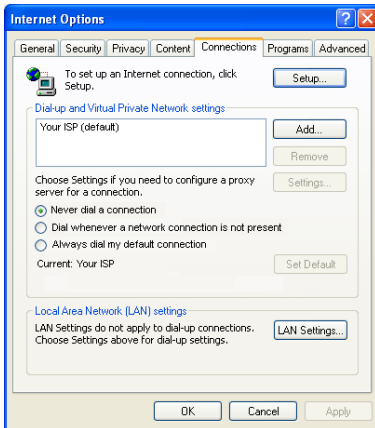 Internet Options
General Security Privacy Content Connections Programs Advanced
To set up an Internet connection, click
Setup.
Setup...
Dial-up and Virtual Private Network settings
Your ISP (default)
Add...
Remove
Choose Settings if you need to configure a proxy
server for a connection.
Settings...
Never dial a connection
Dial whenever a network connection is not present
Always dial my default connection
Current: Your ISP
Set Default
Local Area Network (LAN) settings
LAN Settings do not apply to dial-up connections.
Choose Settings above for dial-up settings.
LAN Settings...
OK Cancel Apply